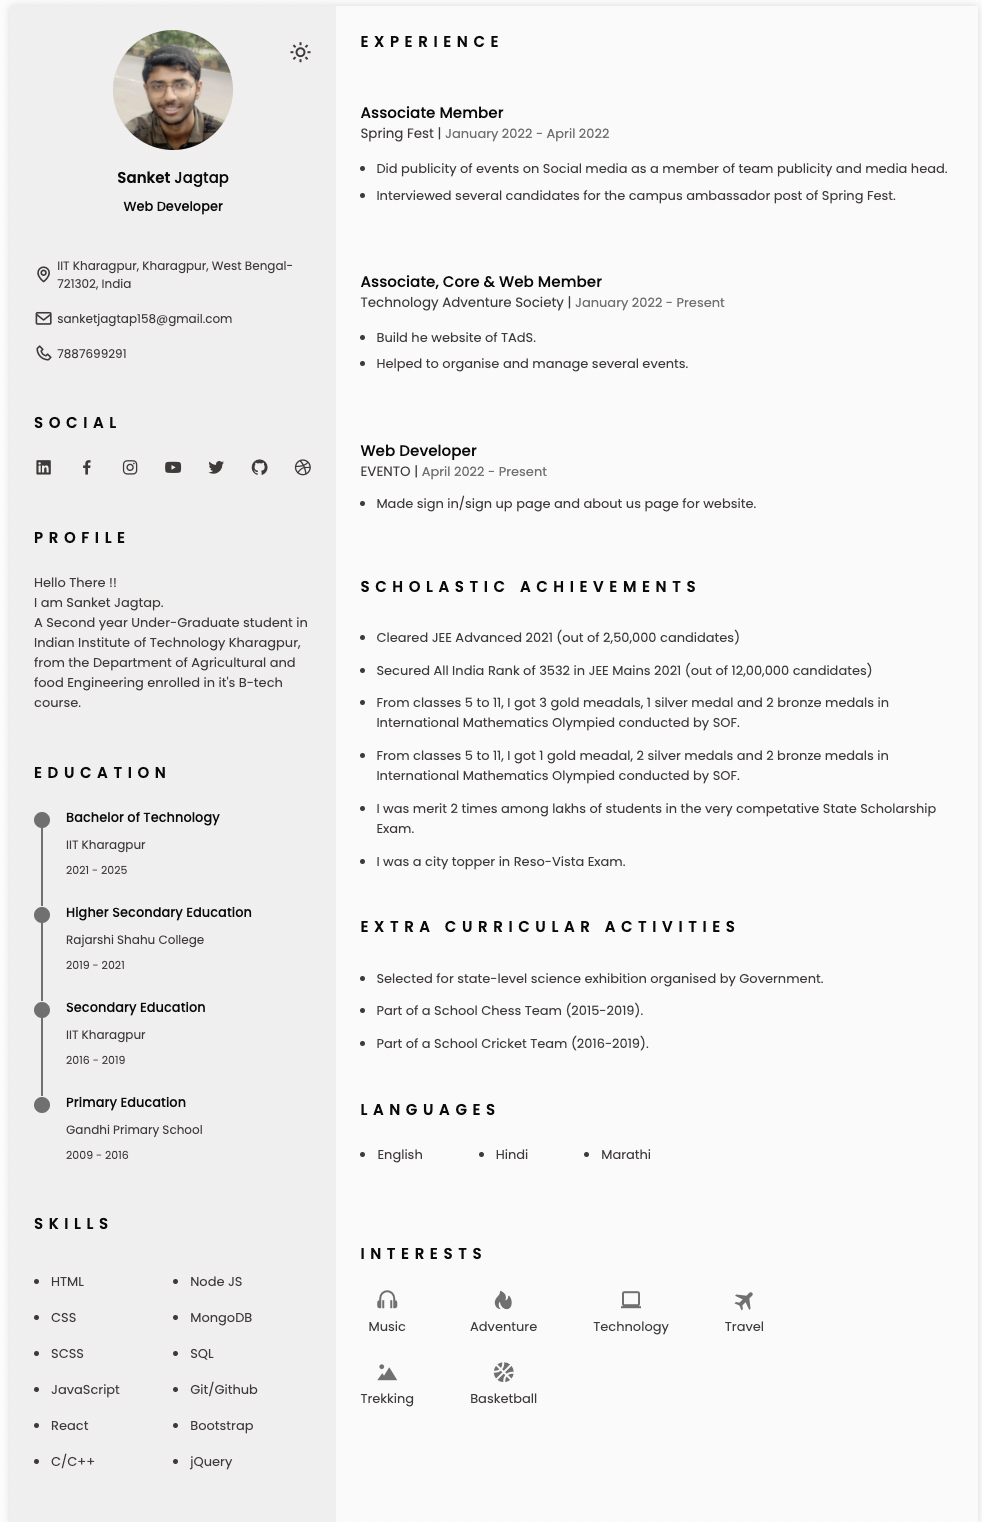 Sanket Jagtap
Web Developer
IIT Kharagpur, Kharagpur, West Bengal-
721302, India
sanketjagtap158@gmail.com
7887699291
SOCIAL
PROFILE
Hello There !!
I am Sanket Jagtap.
A Second year Under-Graduate student in
Indian Institute of Technology Kharagpur,
from the Department of Agricultural and
food Engineering enrolled in it's B-tech
course.
EDUCATION
Bachelor of Technology
IIT Kharagpur
2021 - 2025
Higher Secondary Education
Rajarshi Shahu College
2019 - 2021
Secondary Education
IIT Kharagpur
2016 - 2019
Primary Education
Gandhi Primary School
2009 - 2016
SKILLS
HTML
CSS
SCSS
JavaScript
React
C/C++
Node JS
MongoDB
SQL
Git/Github
Bootstrap
jQuery
EXPERIENCE
Associate Member
Spring Fest | January 2022 - April 2022
Did publicity of events on Social media as a member of team publicity and media head.
Interviewed several candidates for the campus ambassador post of Spring Fest.
Associate, Core & Web Member
Technology Adventure Society | January 2022 - Present
Build he website of TAdS.
Helped to organise and manage several events.
Web Developer
EVENTO | April 2022 - Present
Made sign in/sign up page and about us page for website.
SCHOLASTIC ACHIEVEMENTS
Cleared JEE Advanced 2021 (out of 2,50,000 candidates)
Secured All India Rank of 3532 in JEE Mains 2021 (out of 12,00,000 candidates)
From classes 5 to 11, I got 3 gold meadals, 1 silver medal and 2 bronze medals in
International Mathematics Olympied conducted by SOF.
From classes 5 to 11, I got 1 gold meadal, 2 silver medals and 2 bronze medals in
International Mathematics Olympied conducted by SOF.
I was merit 2 times among lakhs of students in the very competative State Scholarship
Exam.
I was a city topper in Reso-Vista Exam.
EXTRA CURRICULAR ACTIVITIES
Selected for state-level science exhibition organised by Government.
Part of a School Chess Team (2015-2019).
Part of a School Cricket Team (2016-2019).
LANGUAGES
English
Hindi
Marathi
INTERESTS
Music
Adventure
Technology
Travel
Trekking
Basketball